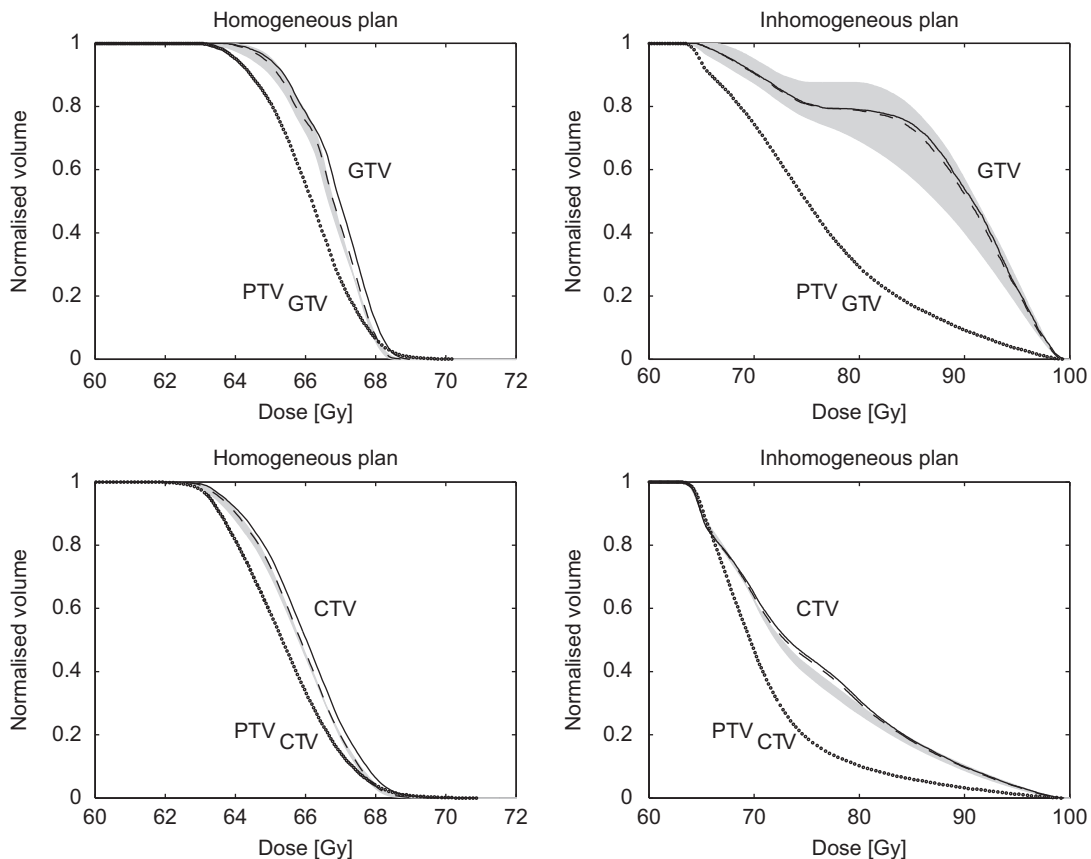 Homogeneous plan
1
0.8
0.6
0.4
0.2
0
Normalised volume
GTV
PTV GTV
60 62 64 66 68 70 72
Dose [Gy]
Inhomogeneous plan
1
0.8
0.6
0.4
0.2
0
Normalised volume
GTV
PTV GTV
60 70 80 90 100
Dose [Gy]
Homogeneous plan
1
0.8
0.6
0.4
0.2
0
Normalised volume
CTV
PTV CTV
60 62 64 66 68 70 72
Dose [Gy]
Inhomogeneous plan
1
0.8
0.6
0.4
0.2
0
Normalised volume
CTV
PTV CTV
60 70 80 90 100
Dose [Gy]